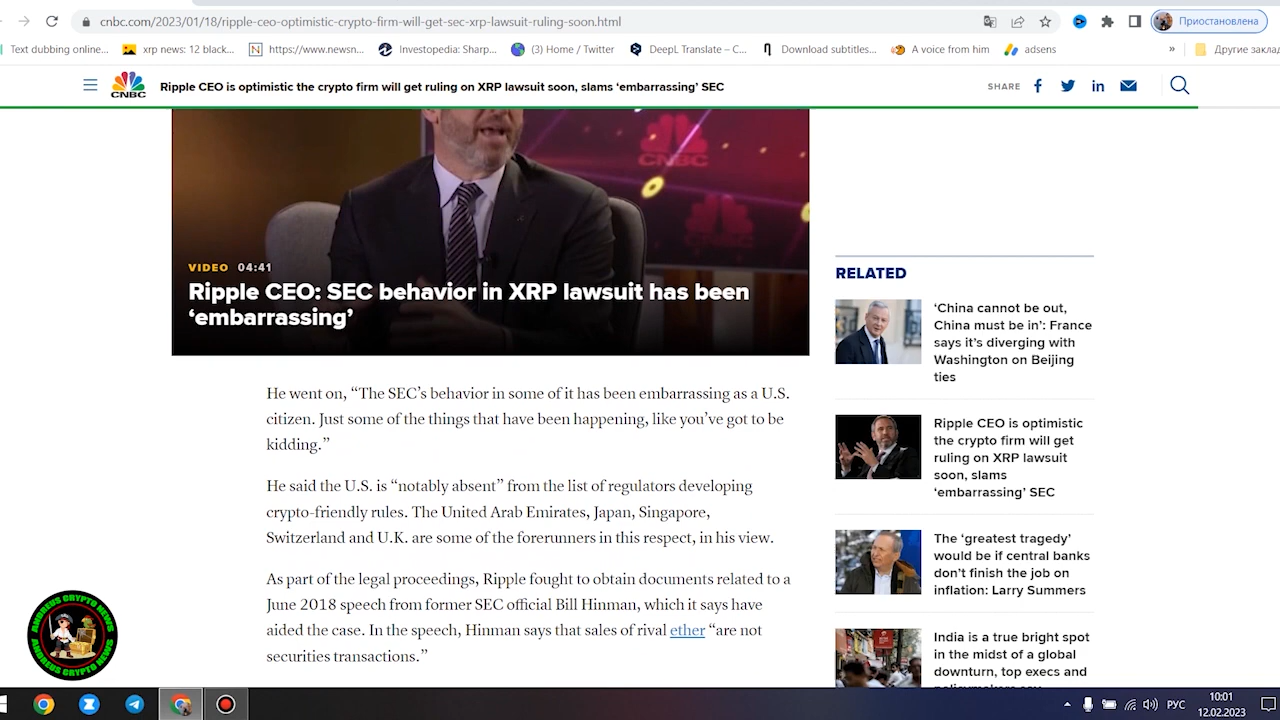 cnbc.com/2023/01/18/ripple-ceo-optimistic-crypto-firm-will-get-sec-xrp-lawsuit-ruling-soon.html
Приостановлена
Text dubbing online...
xrp news: 12 black...
https://www.newsn...
Investopedia: Sharp...
(3) Home / Twitter
DeepL Translate – C...
Download subtitles...
A voice from him
adsens
»
Другие закла
CNBC
Ripple CEO is optimistic the crypto firm will get ruling on XRP lawsuit soon, slams ‘embarrassing’ SEC
SHARE
CNBC
VIDEO 04:41
Ripple CEO: SEC behavior in XRP lawsuit has been
‘embarrassing’
He went on, “The SEC’s behavior in some of it has been embarrassing as a U.S.
citizen. Just some of the things that have been happening, like you’ve got to be
kidding.”
He said the U.S. is “notably absent” from the list of regulators developing
crypto-friendly rules. The United Arab Emirates, Japan, Singapore,
Switzerland and U.K. are some of the forerunners in this respect, in his view.
As part of the legal proceedings, Ripple fought to obtain documents related to a
June 2018 speech from former SEC official Bill Hinman, which it says have
aided the case. In the speech, Hinman says that sales of rival ether “are not
securities transactions.”
RELATED
‘China cannot be out,
China must be in’: France
says it’s diverging with
Washington on Beijing
ties
Ripple CEO is optimistic
the crypto firm will get
ruling on XRP lawsuit
soon, slams
‘embarrassing’ SEC
The ‘greatest tragedy’
would be if central banks
don’t finish the job on
inflation: Larry Summers
India is a true bright spot
in the midst of a global
downturn, top execs and
policymakers say
ANDREUS CRYPTO NEWS
ANDREUS CRYPTO NEWS
РУС
10:01
12.02.2023